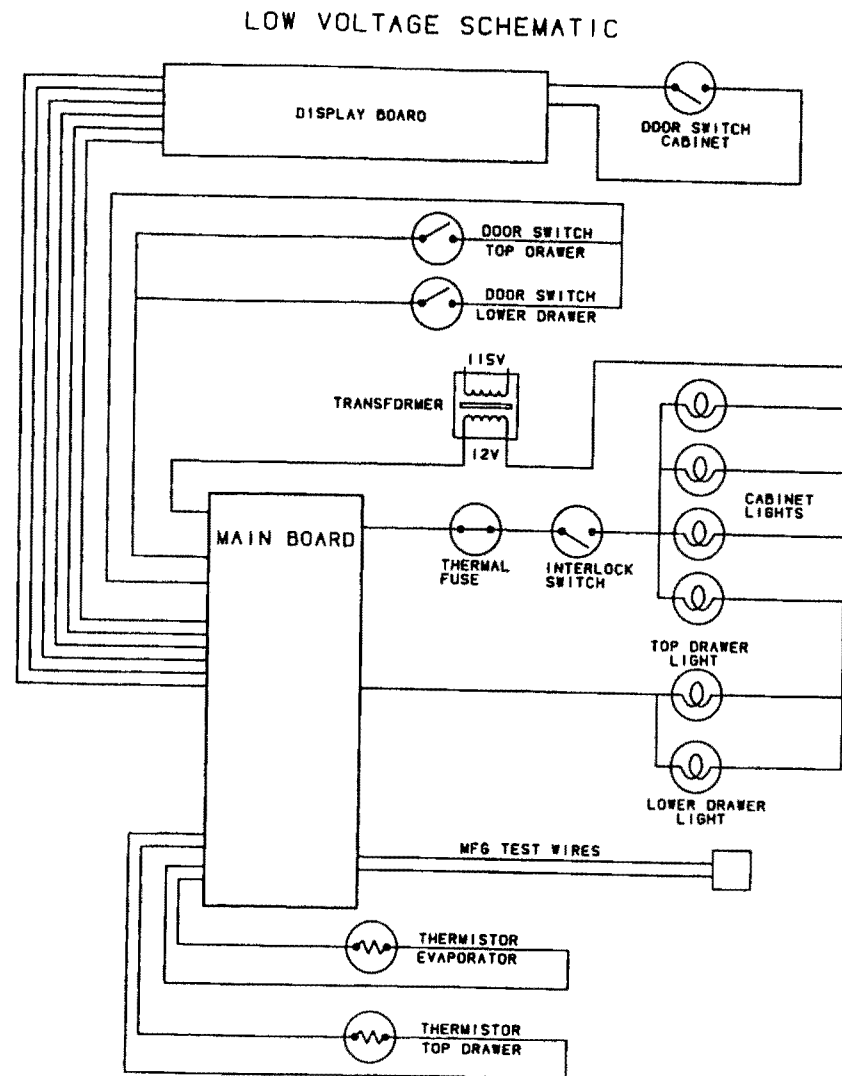 LOW VOLTAGE SCHEMATIC
DISPLAY BOARD
DOOR SWITCH
CABINET
DOOR SWITCH
TOP DRAWER
DOOR SWITCH
LOWER DRAWER
115V
TRANSFORMER
12V
CABINET
LIGHTS
MAIN BOARD
THERMAL
FUSE
INTERLOCK
SWITCH
TOP DRAWER
LIGHT
LOWER DRAWER
LIGHT
MFG TEST WIRES
THERMISTOR
EVAPORATOR
THERMISTOR
TOP DRAWER